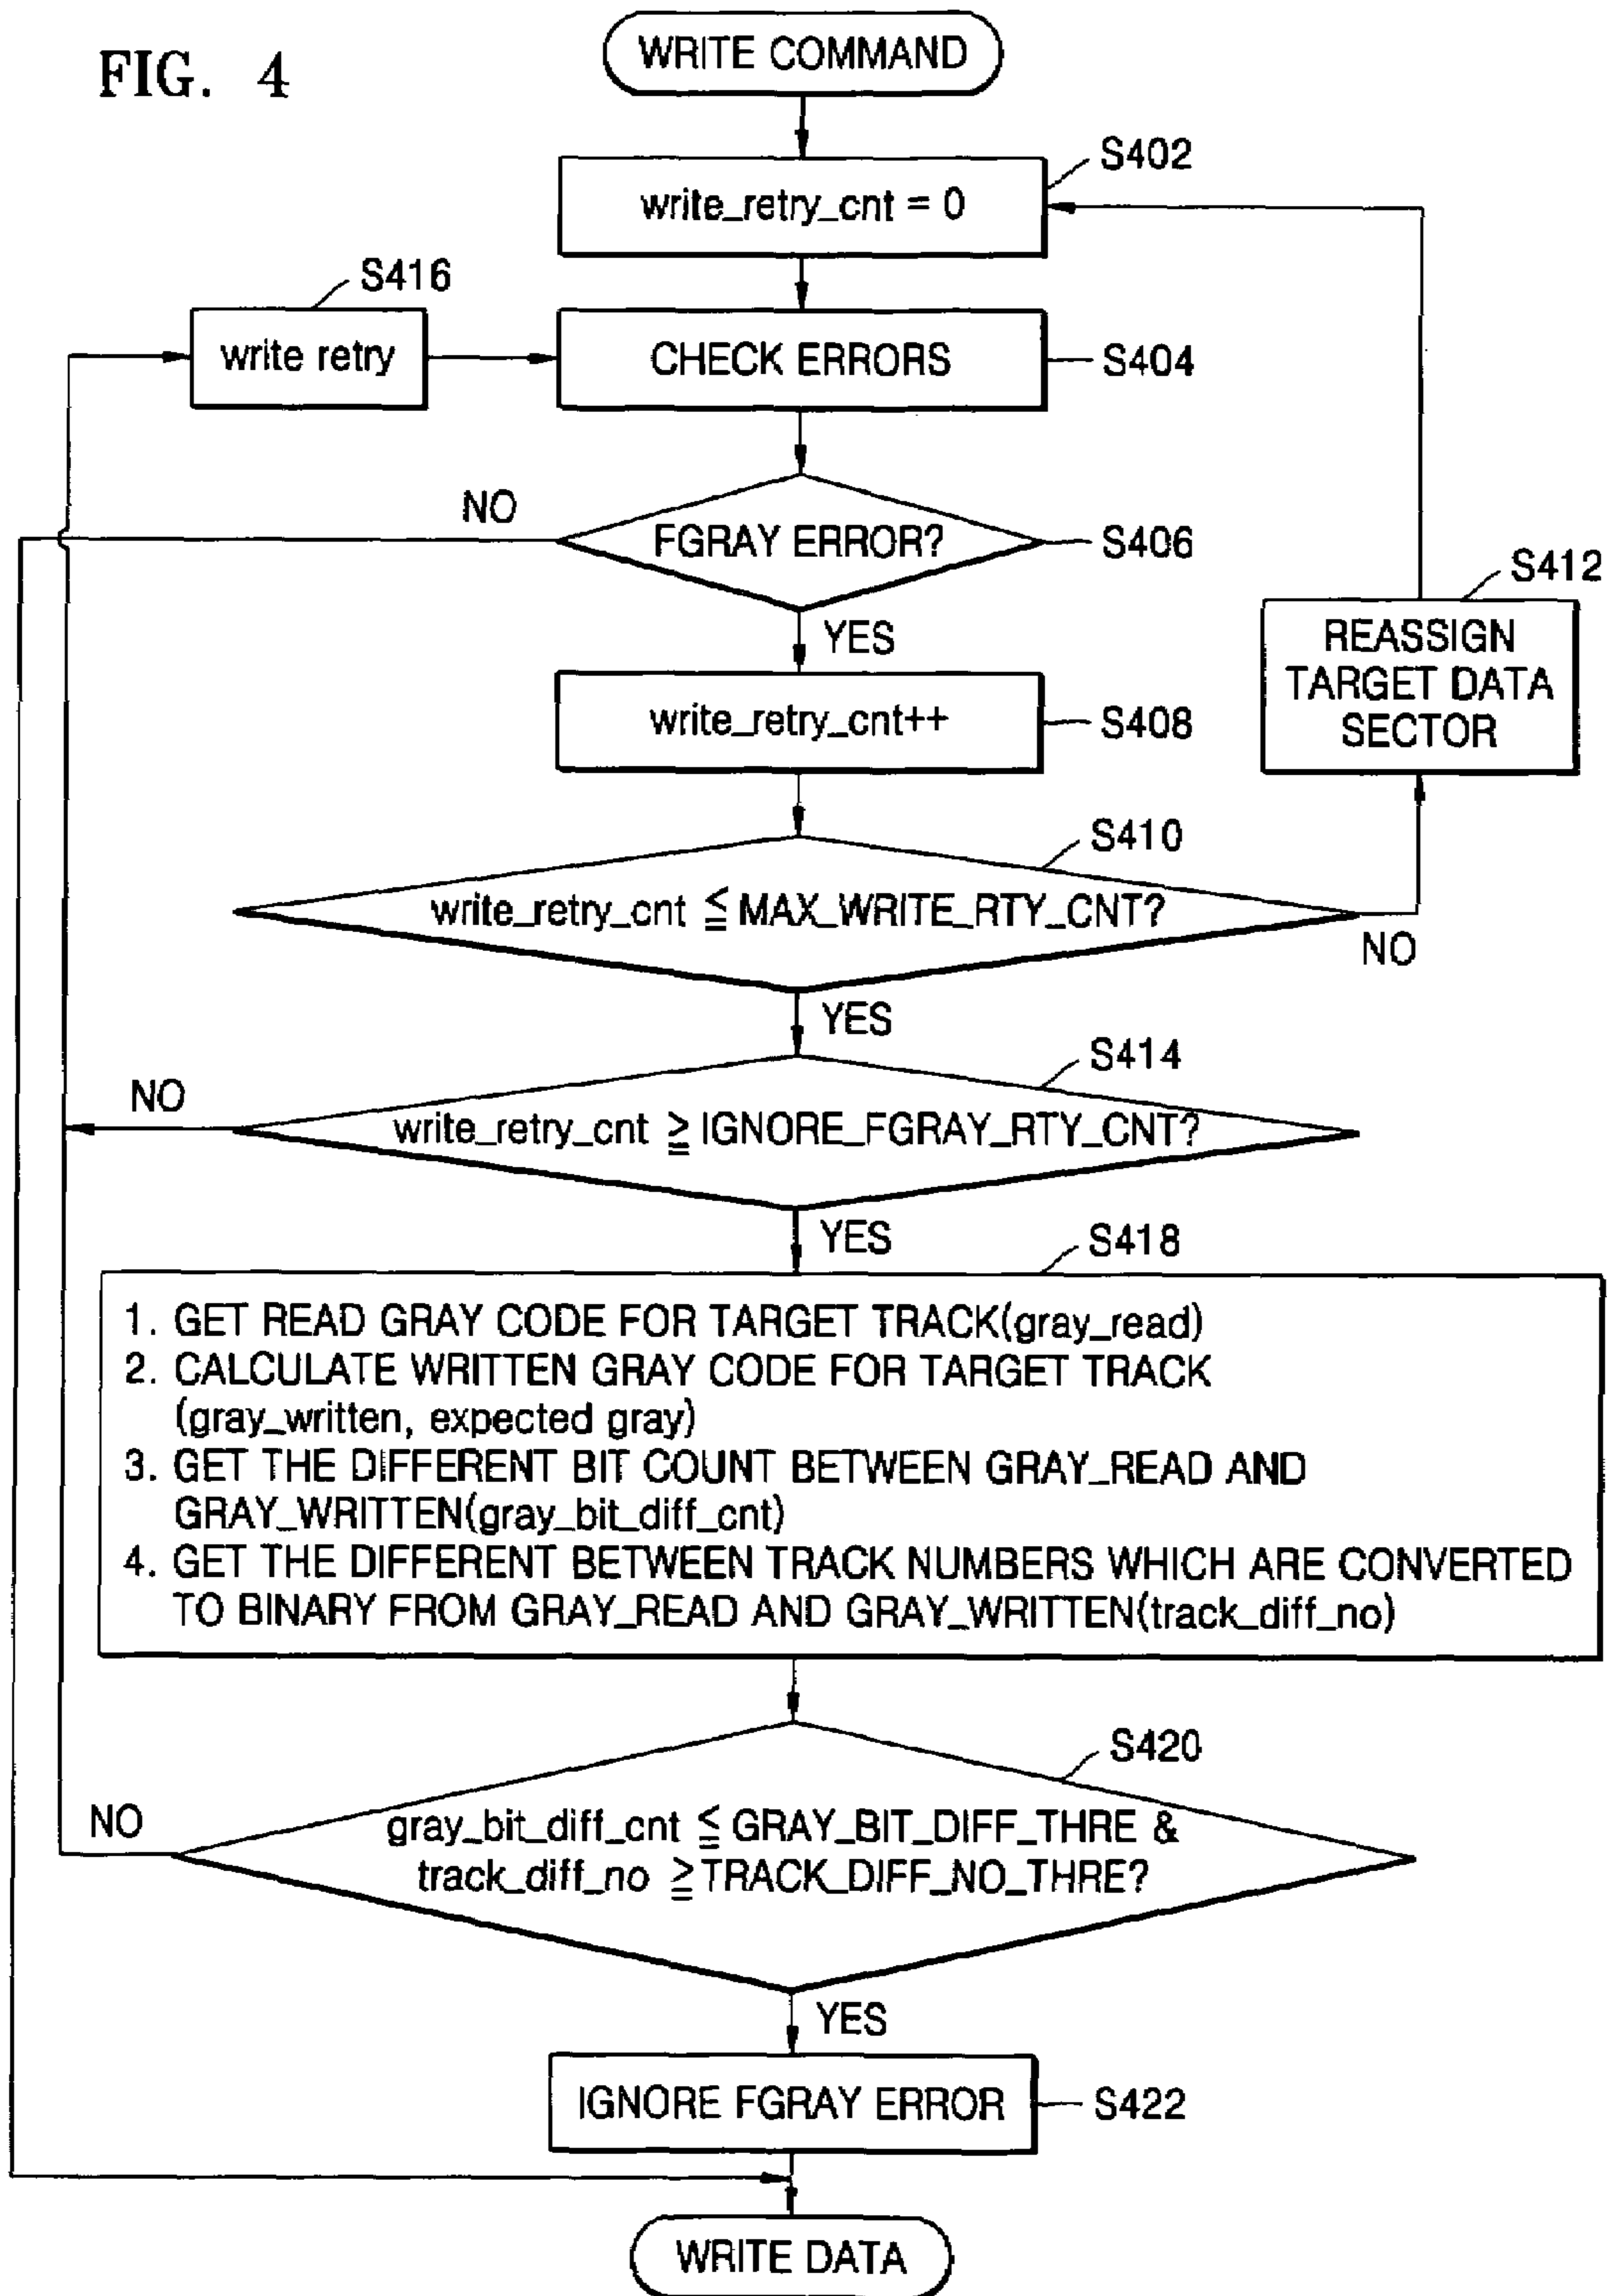 FIG. 4
WRITE COMMAND
S402
write_retry_cnt = 0
S416
write retry
CHECK ERRORS
S404
NO
FGRAY ERROR?
S406
S412
YES
REASSIGN
TARGET DATA
SECTOR
write_retry_cnt++
S408
S410
write_retry_cnt ≦ MAX_WRITE_RTY_CNT?
NO
YES
S414
NO
write_retry_cnt ≧ IGNORE_FGRAY_RTY_CNT?
YES
S418
1. GET READ GRAY CODE FOR TARGET TRACK(gray_read)
2. CALCULATE WRITTEN GRAY CODE FOR TARGET TRACK
(gray_written, expected gray)
3. GET THE DIFFERENT BIT COUNT BETWEEN GRAY_READ AND
GRAY_WRITTEN(gray_bit_diff_cnt)
4. GET THE DIFFERENT BETWEEN TRACK NUMBERS WHICH ARE CONVERTED
TO BINARY FROM GRAY_READ AND GRAY_WRITTEN(track_diff_no)
S420
NO
gray_bit_diff_cnt ≦ GRAY_BIT_DIFF_THRE &
track_diff_no ≧ TRACK_DIFF_NO_THRE?
YES
IGNORE FGRAY ERROR
S422
WRITE DATA